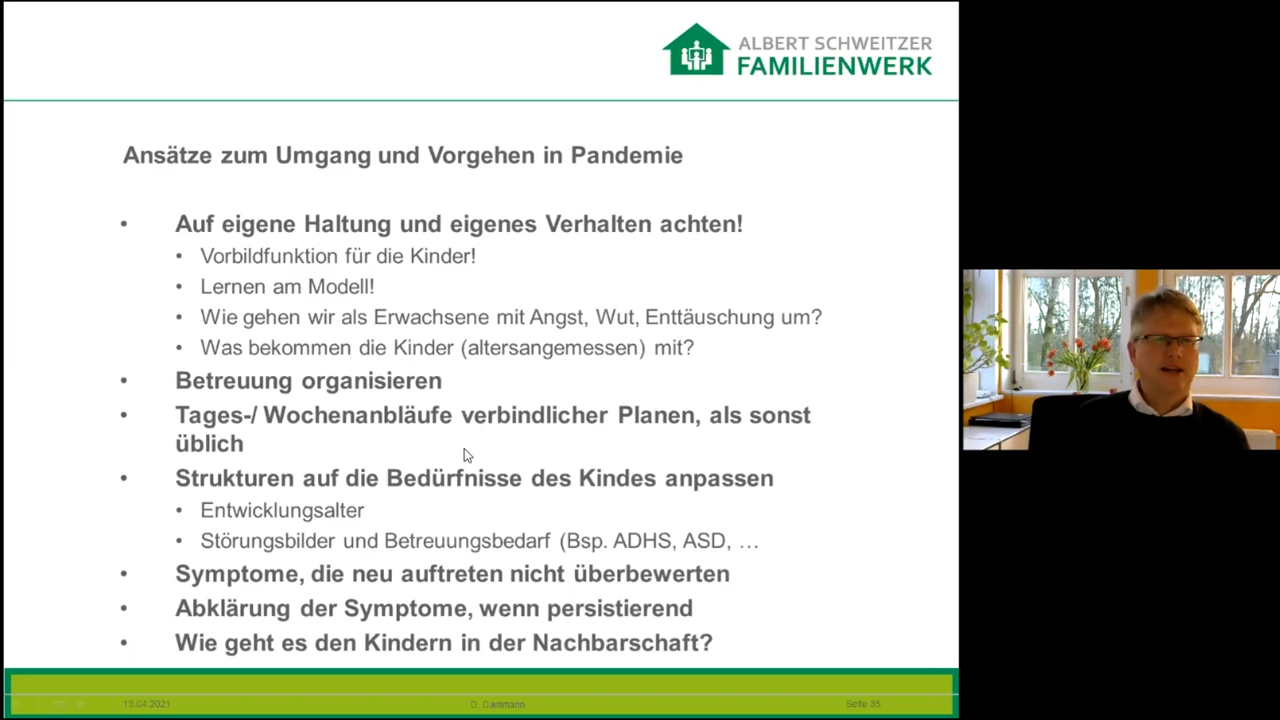 ALBERT SCHWEITZER
FAMILIENWERK
Ansätze zum Umgang und Vorgehen in Pandemie
• Auf eigene Haltung und eigenes Verhalten achten!
• Vorbildfunktion für die Kinder!
• Lernen am Modell!
• Wie gehen wir als Erwachsene mit Angst, Wut, Enttäuschung um?
• Was bekommen die Kinder (altersangemessen) mit?
• Betreuung organisieren
• Tages-/ Wochenanbläufe verbindlicher Planen, als sonst
üblich
• Strukturen auf die Bedürfnisse des Kindes anpassen
• Entwicklungsalter
• Störungsbilder und Betreuungsbedarf (Bsp. ADHS, ASD, …
• Symptome, die neu auftreten nicht überbewerten
• Abklärung der Symptome, wenn persistierend
• Wie geht es den Kindern in der Nachbarschaft?
13.04.2021 D. Dammann Seite 35